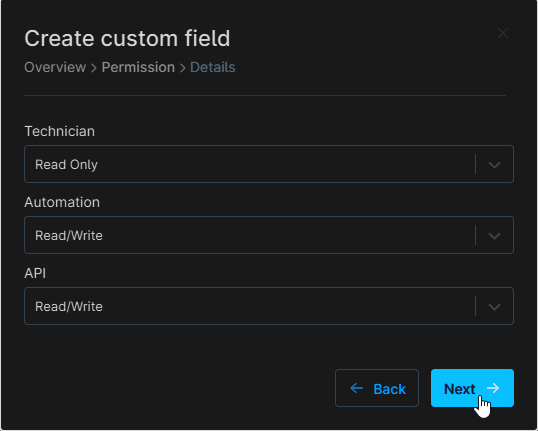 Create custom field
Overview > Permission > Details
Technician
Read Only
Automation
Read/Write
API
Read/Write
← Back
Next →